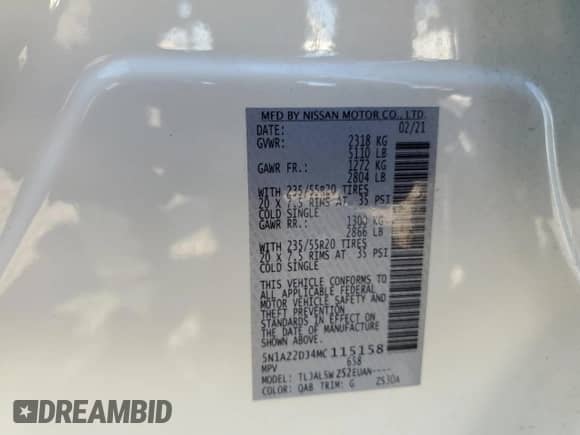 MFD BY NISSAN MOTOR CO., LTD.
DATE: 02/21
GVWR: 2318 KG
5110 LB
GAWR FR.: 1272 KG
2804 LB
WITH 235/55R20 TIRES
20 X 7.5 RIMS AT 35 PSI
COLD SINGLE
GAWR RR.: 1300 KG
2866 LB
WITH 235/55R20 TIRES
20 X 7.5 RIMS AT 35 PSI
COLD SINGLE
THIS VEHICLE CONFORMS TO
ALL APPLICABLE FEDERAL
MOTOR VEHICLE SAFETY AND
THEFT PREVENTION
STANDARDS IN EFFECT ON
THE DATE OF MANUFACTURE
SHOWN ABOVE.
5N1AZ2DJ4MC115158
MPV 658
MODEL: TLJALSWZ52EUAN----
COLOR: QAB TRIM: G Z530A
DREAMBID